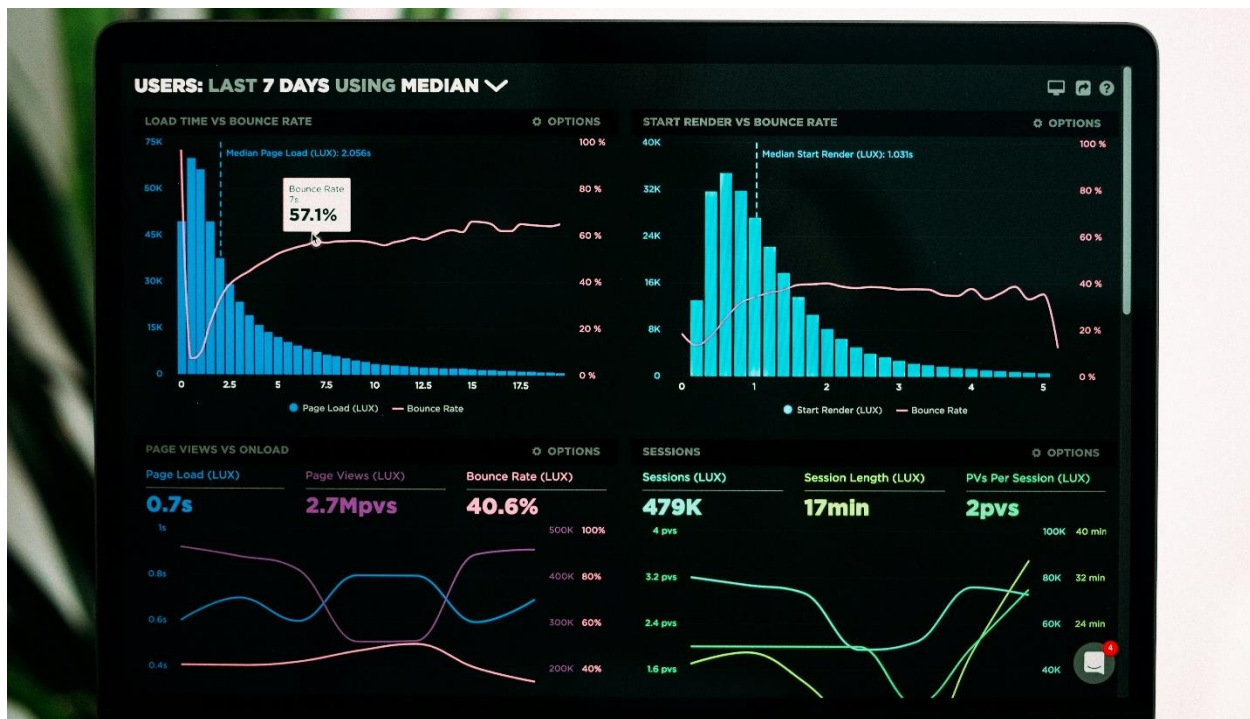 USERS: LAST 7 DAYS USING MEDIAN
LOAD TIME VS BOUNCE RATE
OPTIONS
75K
60K
45K
30K
15K
0
Median Page Load (LUX): 2.056s
Bounce Rate
7s
57.1%
100 %
80 %
60 %
40 %
20 %
0 %
0 2.5 5 7.5 10 12.5 15 17.5
Page Load (LUX) Bounce Rate
START RENDER VS BOUNCE RATE
OPTIONS
40K
32K
24K
16K
8K
0
Median Start Render (LUX): 1.031s
100 %
80 %
60 %
40 %
20 %
0 %
0 1 2 3 4 5
Start Render (LUX) Bounce Rate
PAGE VIEWS VS ONLOAD
OPTIONS
Page Load (LUX) Page Views (LUX) Bounce Rate (LUX)
0.7s 2.7Mpvs 40.6%
1s 500K 100%
0.8s 400K 80%
0.6s 300K 60%
0.4s 200K 40%
SESSIONS
OPTIONS
Sessions (LUX) Session Length (LUX) PVs Per Session (LUX)
479K 17min 2pvs
4 pvs 100K 40 min
3.2 pvs 80K 32 min
2.4 pvs 60K 24 min
1.6 pvs 40K
4